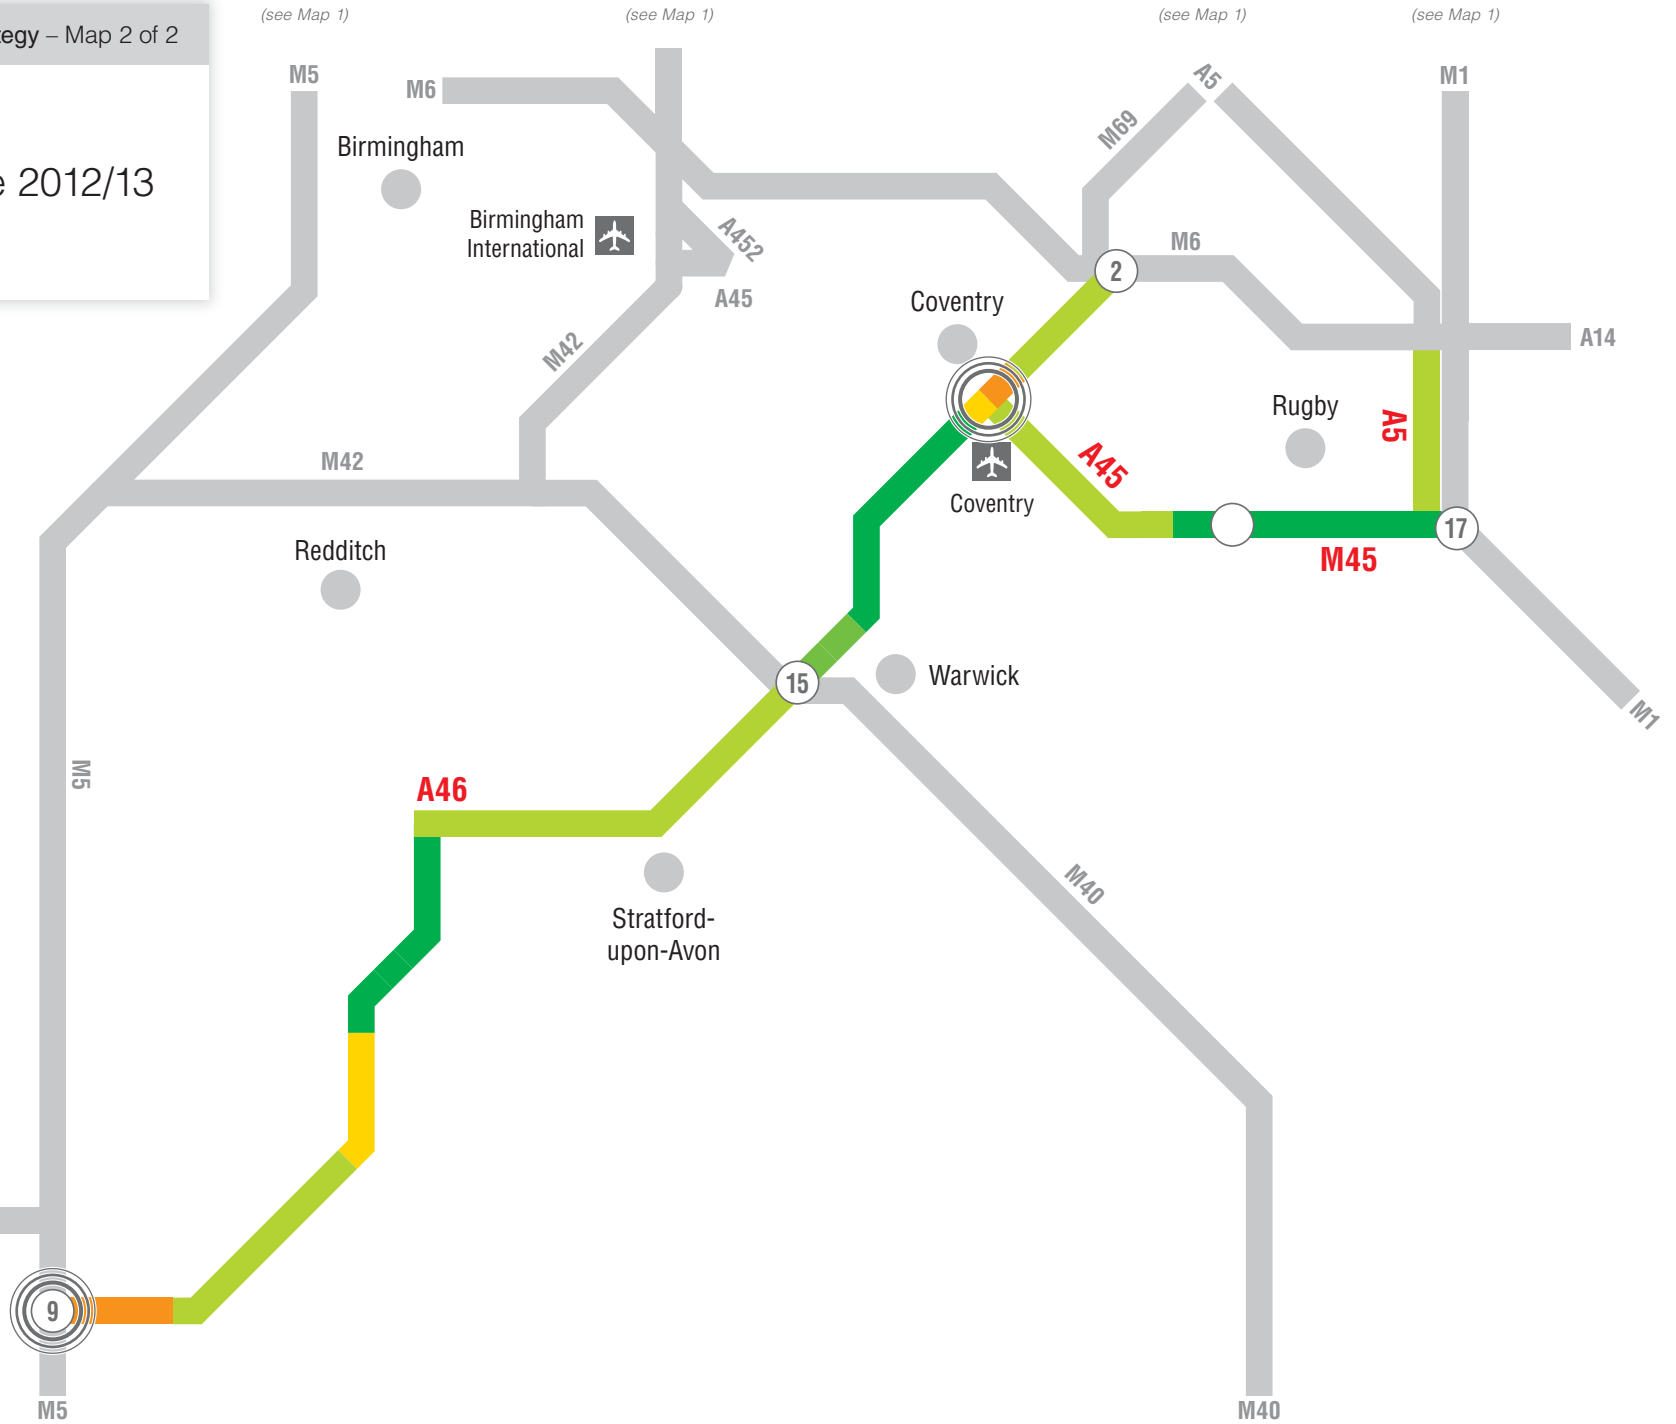 (see Map 1)
(see Map 1)
(see Map 1)
(see Map 1)
– Map 2 of 2
2012/13
M5
M6
A5
M1
M69
Birmingham
Birmingham
International
A452
A45
M6
2
Coventry
A14
M42
Rugby
A5
A45
M42
Coventry
17
M45
Redditch
15
Warwick
M1
M5
A46
M40
Stratford-
upon-Avon
9
M5
M40